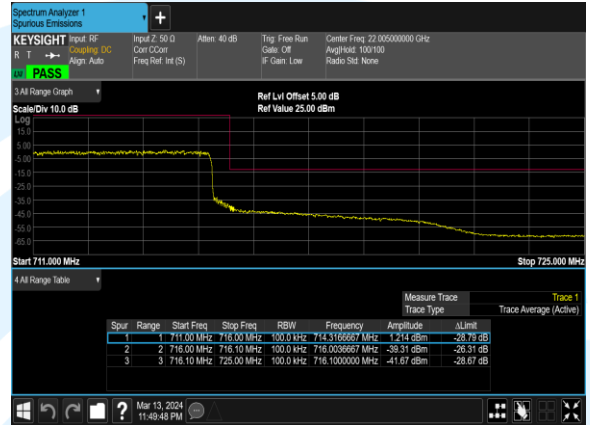 Spectrum Analyzer 1
Spurious Emissions
KEYSIGHT Input: RF Input Z: 50 Ω Atten: 40 dB Trig: Free Run Center Freq: 22.005000000 GHz
R T Coupling: DC Corr CCorr Gate: Off Avg|Hold: 100/100
Align: Auto Freq Ref: Int (S) IF Gain: Low Radio Std: None
PASS
3 All Range Graph
Ref Lvl Offset 5.00 dB
Scale/Div 10.0 dB Ref Value 25.00 dBm
Log
15.0
5.00
-5.00
-15.0
-25.0
-35.0
-45.0
-55.0
-65.0
Start 711.000 MHz Stop 725.000 MHz
4 All Range Table
Measure Trace Trace 1
Trace Type Trace Average (Active)
Spur Range Start Freq Stop Freq RBW Frequency Amplitude ΔLimit
1 1 711.00 MHz 716.00 MHz 100.0 kHz 714.3166667 MHz 1.214 dBm -28.79 dB
2 2 716.00 MHz 716.10 MHz 100.0 kHz 716.0036667 MHz -39.31 dBm -26.31 dB
3 3 716.10 MHz 725.00 MHz 100.0 kHz 716.1000000 MHz -41.67 dBm -28.67 dB
?
Mar 13, 2024
11:49:48 PM